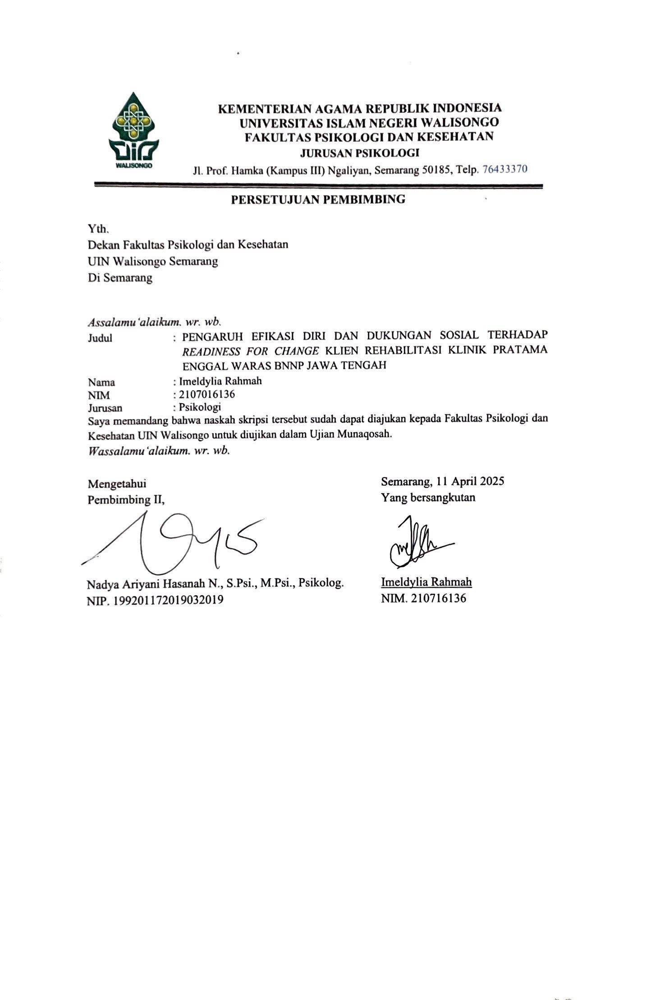 WALISONGO
KEMENTERIAN AGAMA REPUBLIK INDONESIA
UNIVERSITAS ISLAM NEGERI WALISONGO
FAKULTAS PSIKOLOGI DAN KESEHATAN
JURUSAN PSIKOLOGI
Jl. Prof. Hamka (Kampus III) Ngaliyan, Semarang 50185, Telp. 76433370
PERSETUJUAN PEMBIMBING
Yth.
Dekan Fakultas Psikologi dan Kesehatan
UIN Walisongo Semarang
Di Semarang
Assalamu ‘alaikum. wr. wb.
Judul : PENGARUH EFIKASI DIRI DAN DUKUNGAN SOSIAL TERHADAP
READINESS FOR CHANGE KLIEN REHABILITASI KLINIK PRATAMA
ENGGAL WARAS BNNP JAWA TENGAH
Nama : Imeldylia Rahmah
NIM : 2107016136
Jurusan : Psikologi
Saya memandang bahwa naskah skripsi tersebut sudah dapat diajukan kepada Fakultas Psikologi dan
Kesehatan UIN Walisongo untuk diujikan dalam Ujian Munaqosah.
Wassalamu ‘alaikum. wr. wb.
Mengetahui
Pembimbing II,
Nadya Ariyani Hasanah N., S.Psi., M.Psi., Psikolog.
NIP. 199201172019032019
Semarang, 11 April 2025
Yang bersangkutan
Imeldylia Rahmah
NIM. 210716136